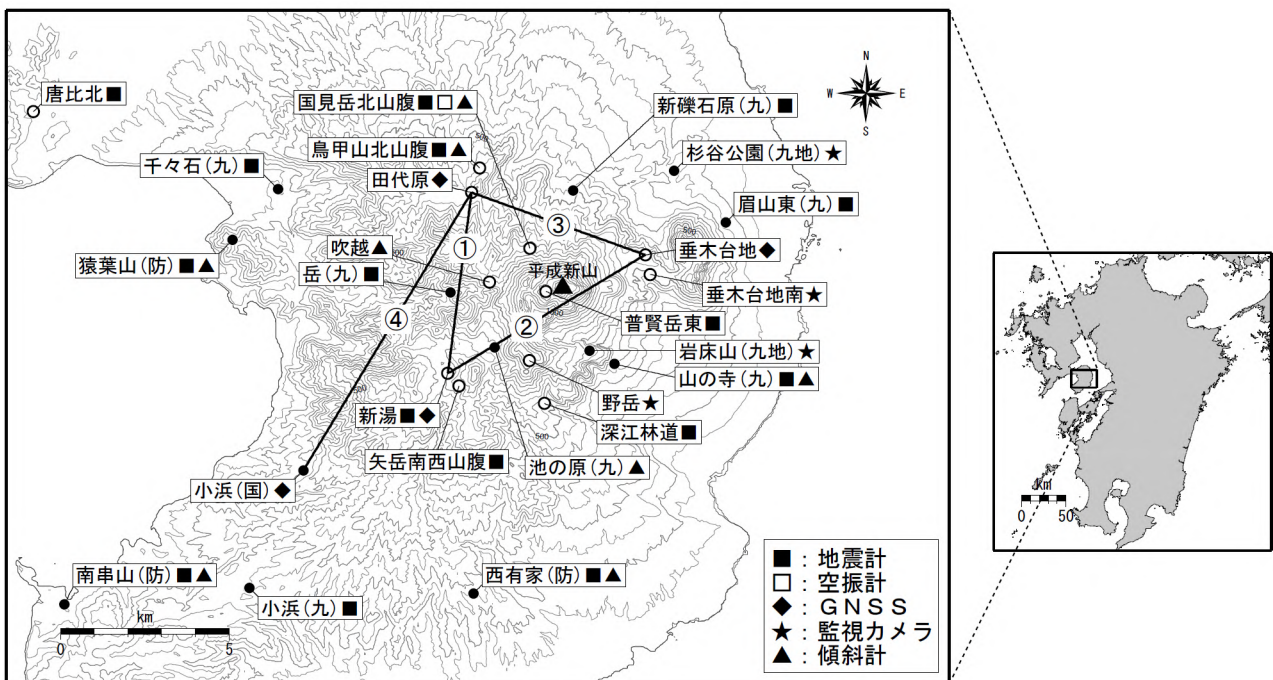 唐比北■
国見岳北山腹■□▲
新礫石原(九)■
N
W E
S
鳥甲山北山腹■▲
杉谷公園(九地)★
千々石(九)■
田代原◆
眉山東(九)■
500
③
①
吹越▲
500
500
猿葉山(防)■▲
平成新山
垂木台地◆
岳(九)■
垂木台地南★
④
②
1000
普賢岳東■
岩床山(九地)★
山の寺(九)■▲
500
新湯■◆
野岳★
深江林道■
500
矢岳南西山腹■
池の原(九)▲
小浜(国)◆
km
0 50
南串山(防)■▲
西有家(防)■▲
小浜(九)■
km
0 5
■:地震計
□:空振計
◆:GNSS
★:監視カメラ
▲:傾斜計